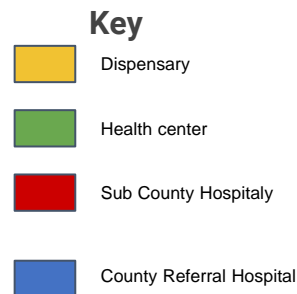 Key
Dispensary
Health center
Sub County Hospitaly
County Referral Hospital